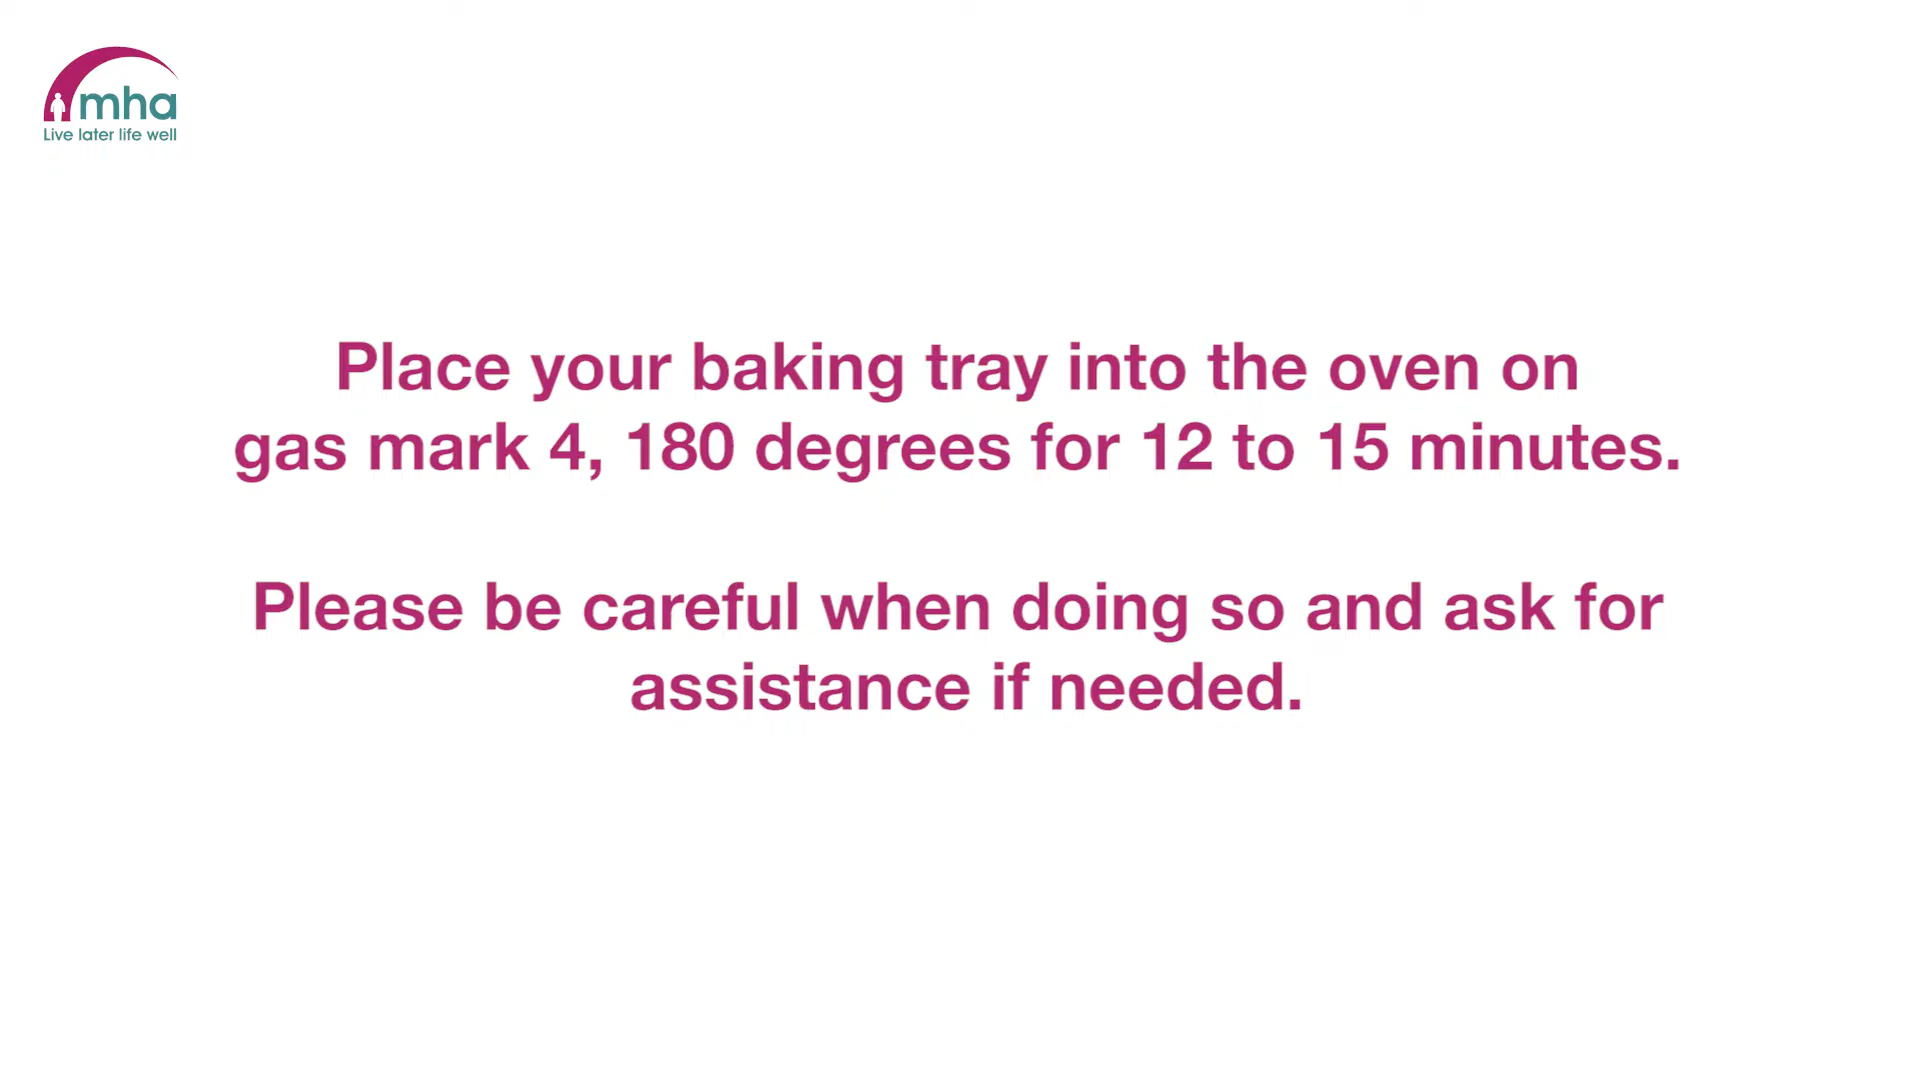 mha
Live later life well
Place your baking tray into the oven on
gas mark 4, 180 degrees for 12 to 15 minutes.
Please be careful when doing so and ask for
assistance if needed.